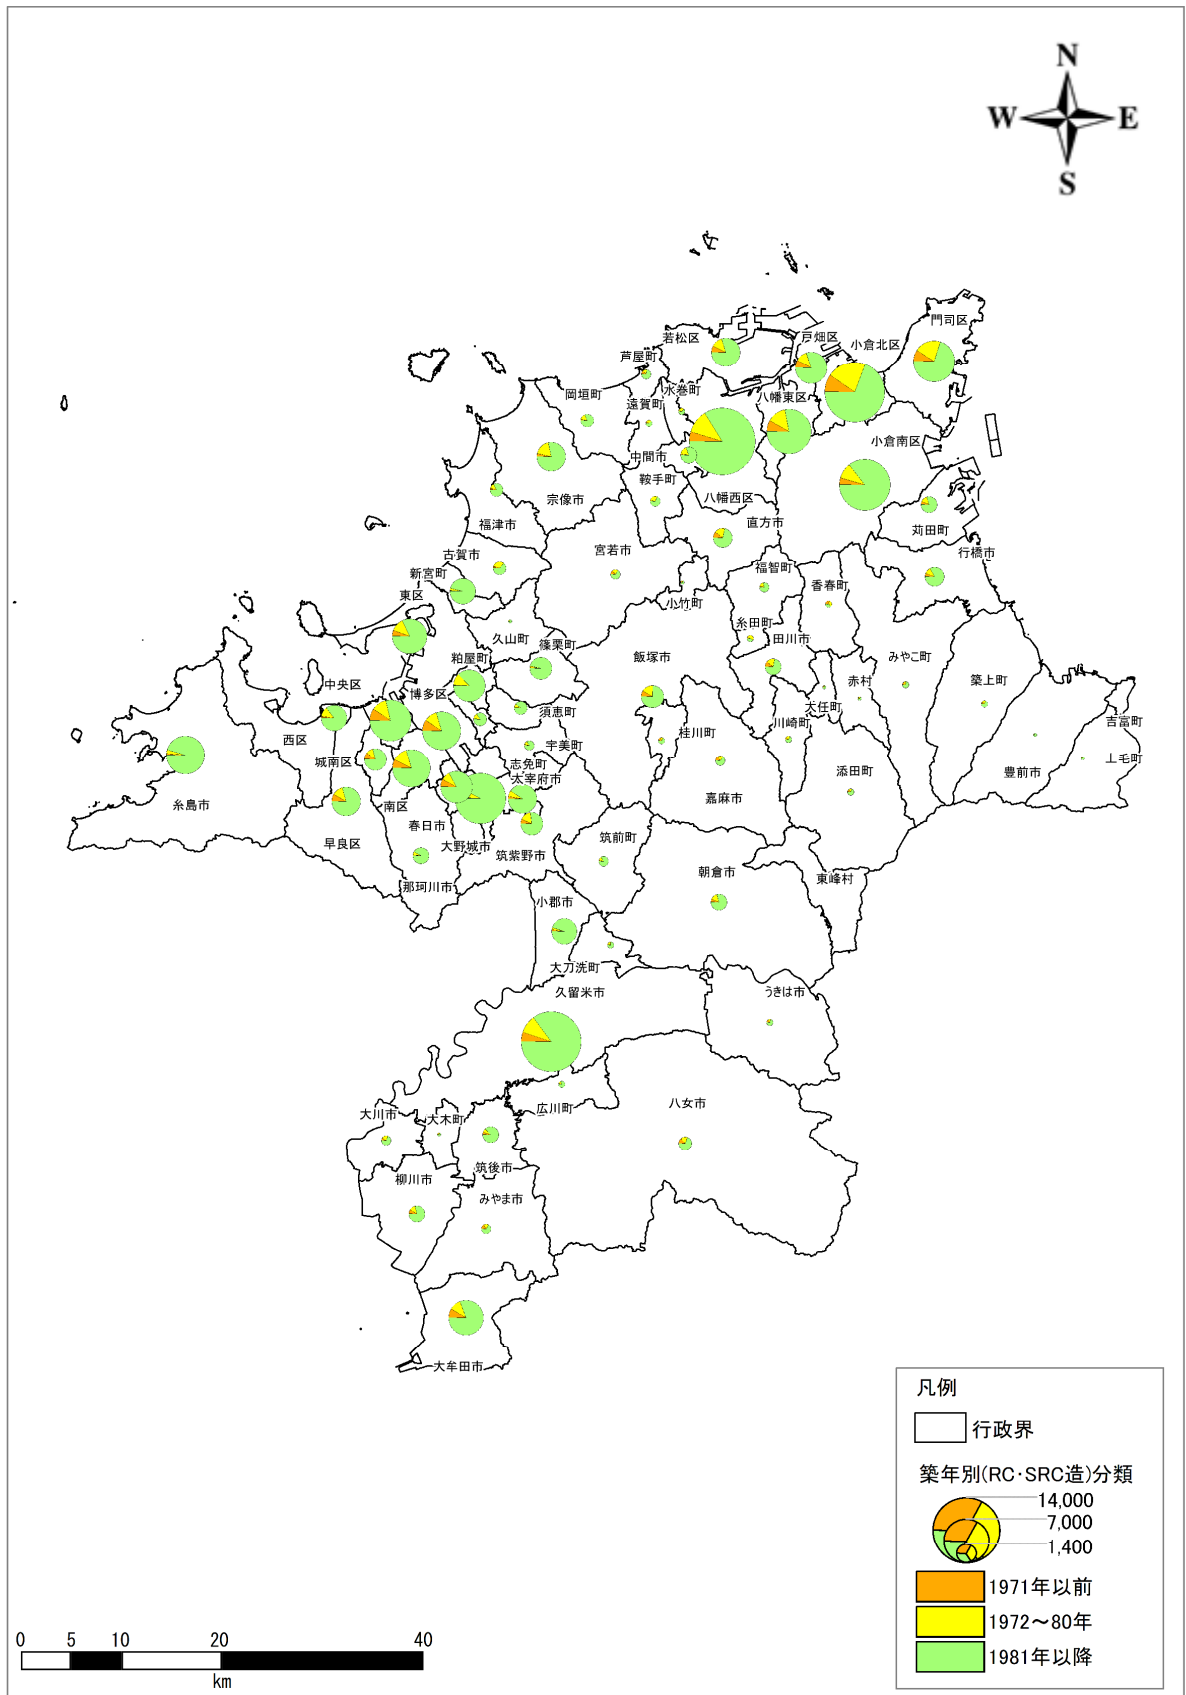 N
W E
S
門司区
若松区
戸畑区
小倉北区
芦屋町
岡垣町
水巻町
遠賀町
八幡東区
小倉南区
中間市
鞍手町
宗像市
八幡西区
福津市
直方市
苅田町
宮若市
行橋市
古賀市
新宮町
福智町
香春町
東区
小竹町
糸田町
久山町
篠栗町
田川市
粕屋町
飯塚市
みやこ町
中央区
博多区
赤村
築上町
大任町
須恵町
川崎町
吉富町
西区
桂川町
宇美町
城南区
志免町
上毛町
太宰府市
添田町
豊前市
糸島市
南区
嘉麻市
春日市
早良区
大野城市
筑紫野市
筑前町
朝倉市
東峰村
那珂川市
小郡市
大刀洗町
久留米市
うきは市
八女市
広川町
大川市
大木町
筑後市
柳川市
みやま市
大牟田市
凡例
行政界
築年別(RC・SRC造)分類
14,000
7,000
1,400
1971年以前
1972～80年
1981年以降
0 5 10 20 40
km